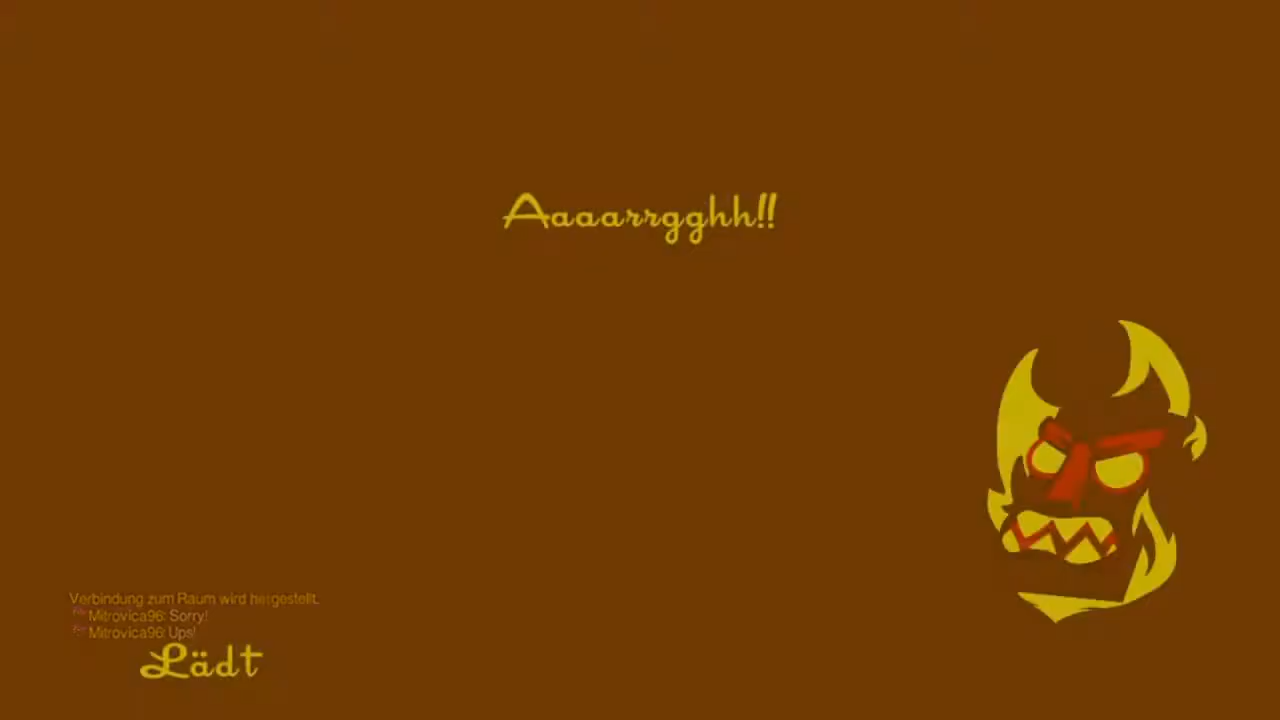 Aaaarrgghh!!
Verbindung zum Raum wird hergestellt.
Mitrovica96: Sorry!
Mitrovica96: Ups!
Lädt